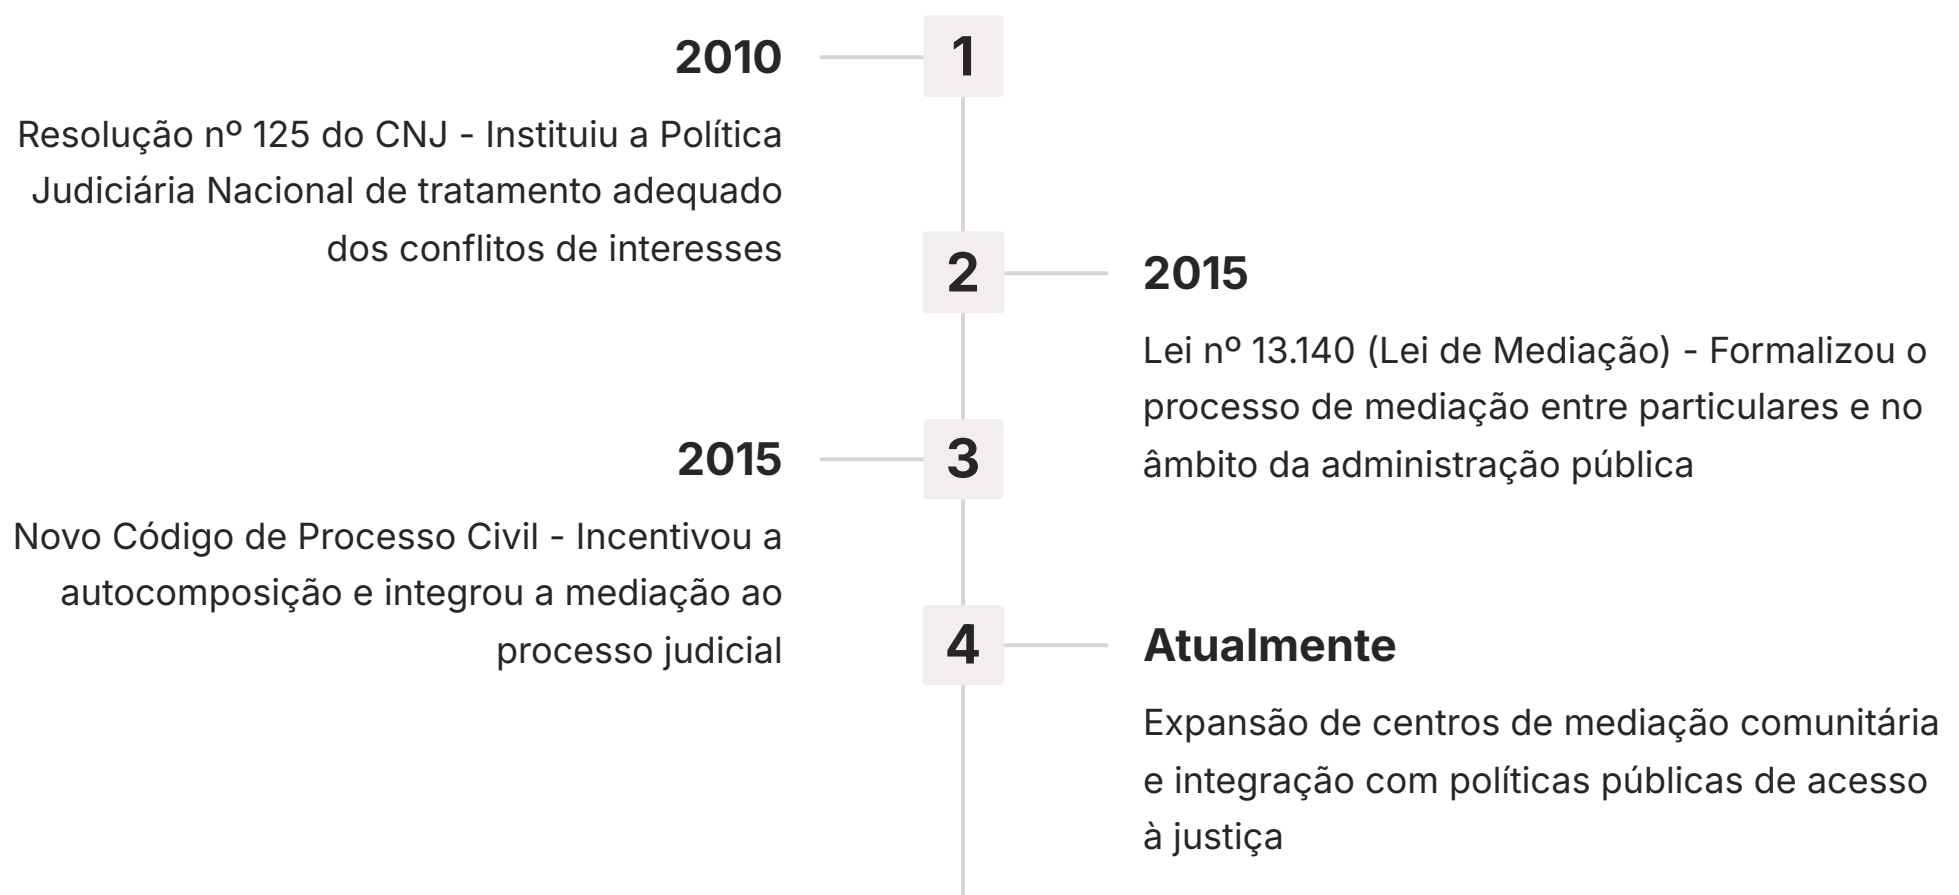 1
2010
Resolução nº 125 do CNJ - Instituiu a Política
Judiciária Nacional de tratamento adequado
dos conflitos de interesses
2
2015
Lei nº 13.140 (Lei de Mediação) - Formalizou o
processo de mediação entre particulares e no
âmbito da administração pública
3
2015
Novo Código de Processo Civil - Incentivou a
autocomposição e integrou a mediação ao
processo judicial
4
Atualmente
Expansão de centros de mediação comunitária
e integração com políticas públicas de acesso
à justiça